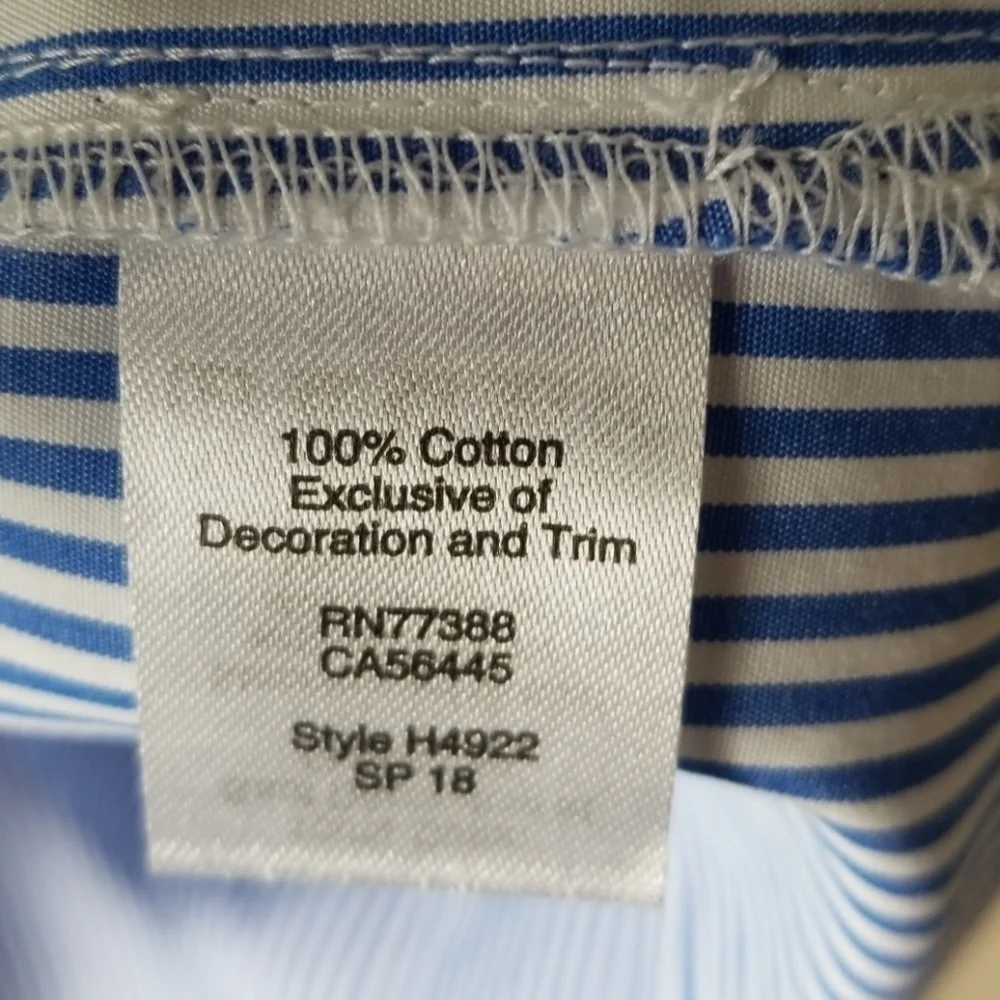 100% Cotton
Exclusive of
Decoration and Trim
RN77388
CA56445
Style H4922
SP 18